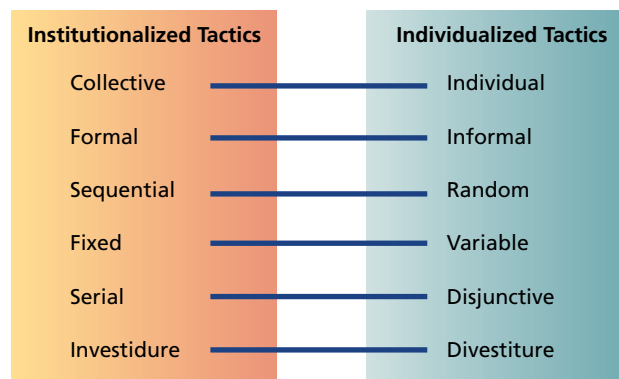 Institutionalized Tactics Individualized Tactics
Collective Individual
Formal Informal
Sequential Random
Fixed Variable
Serial Disjunctive
Investidure Divestiture